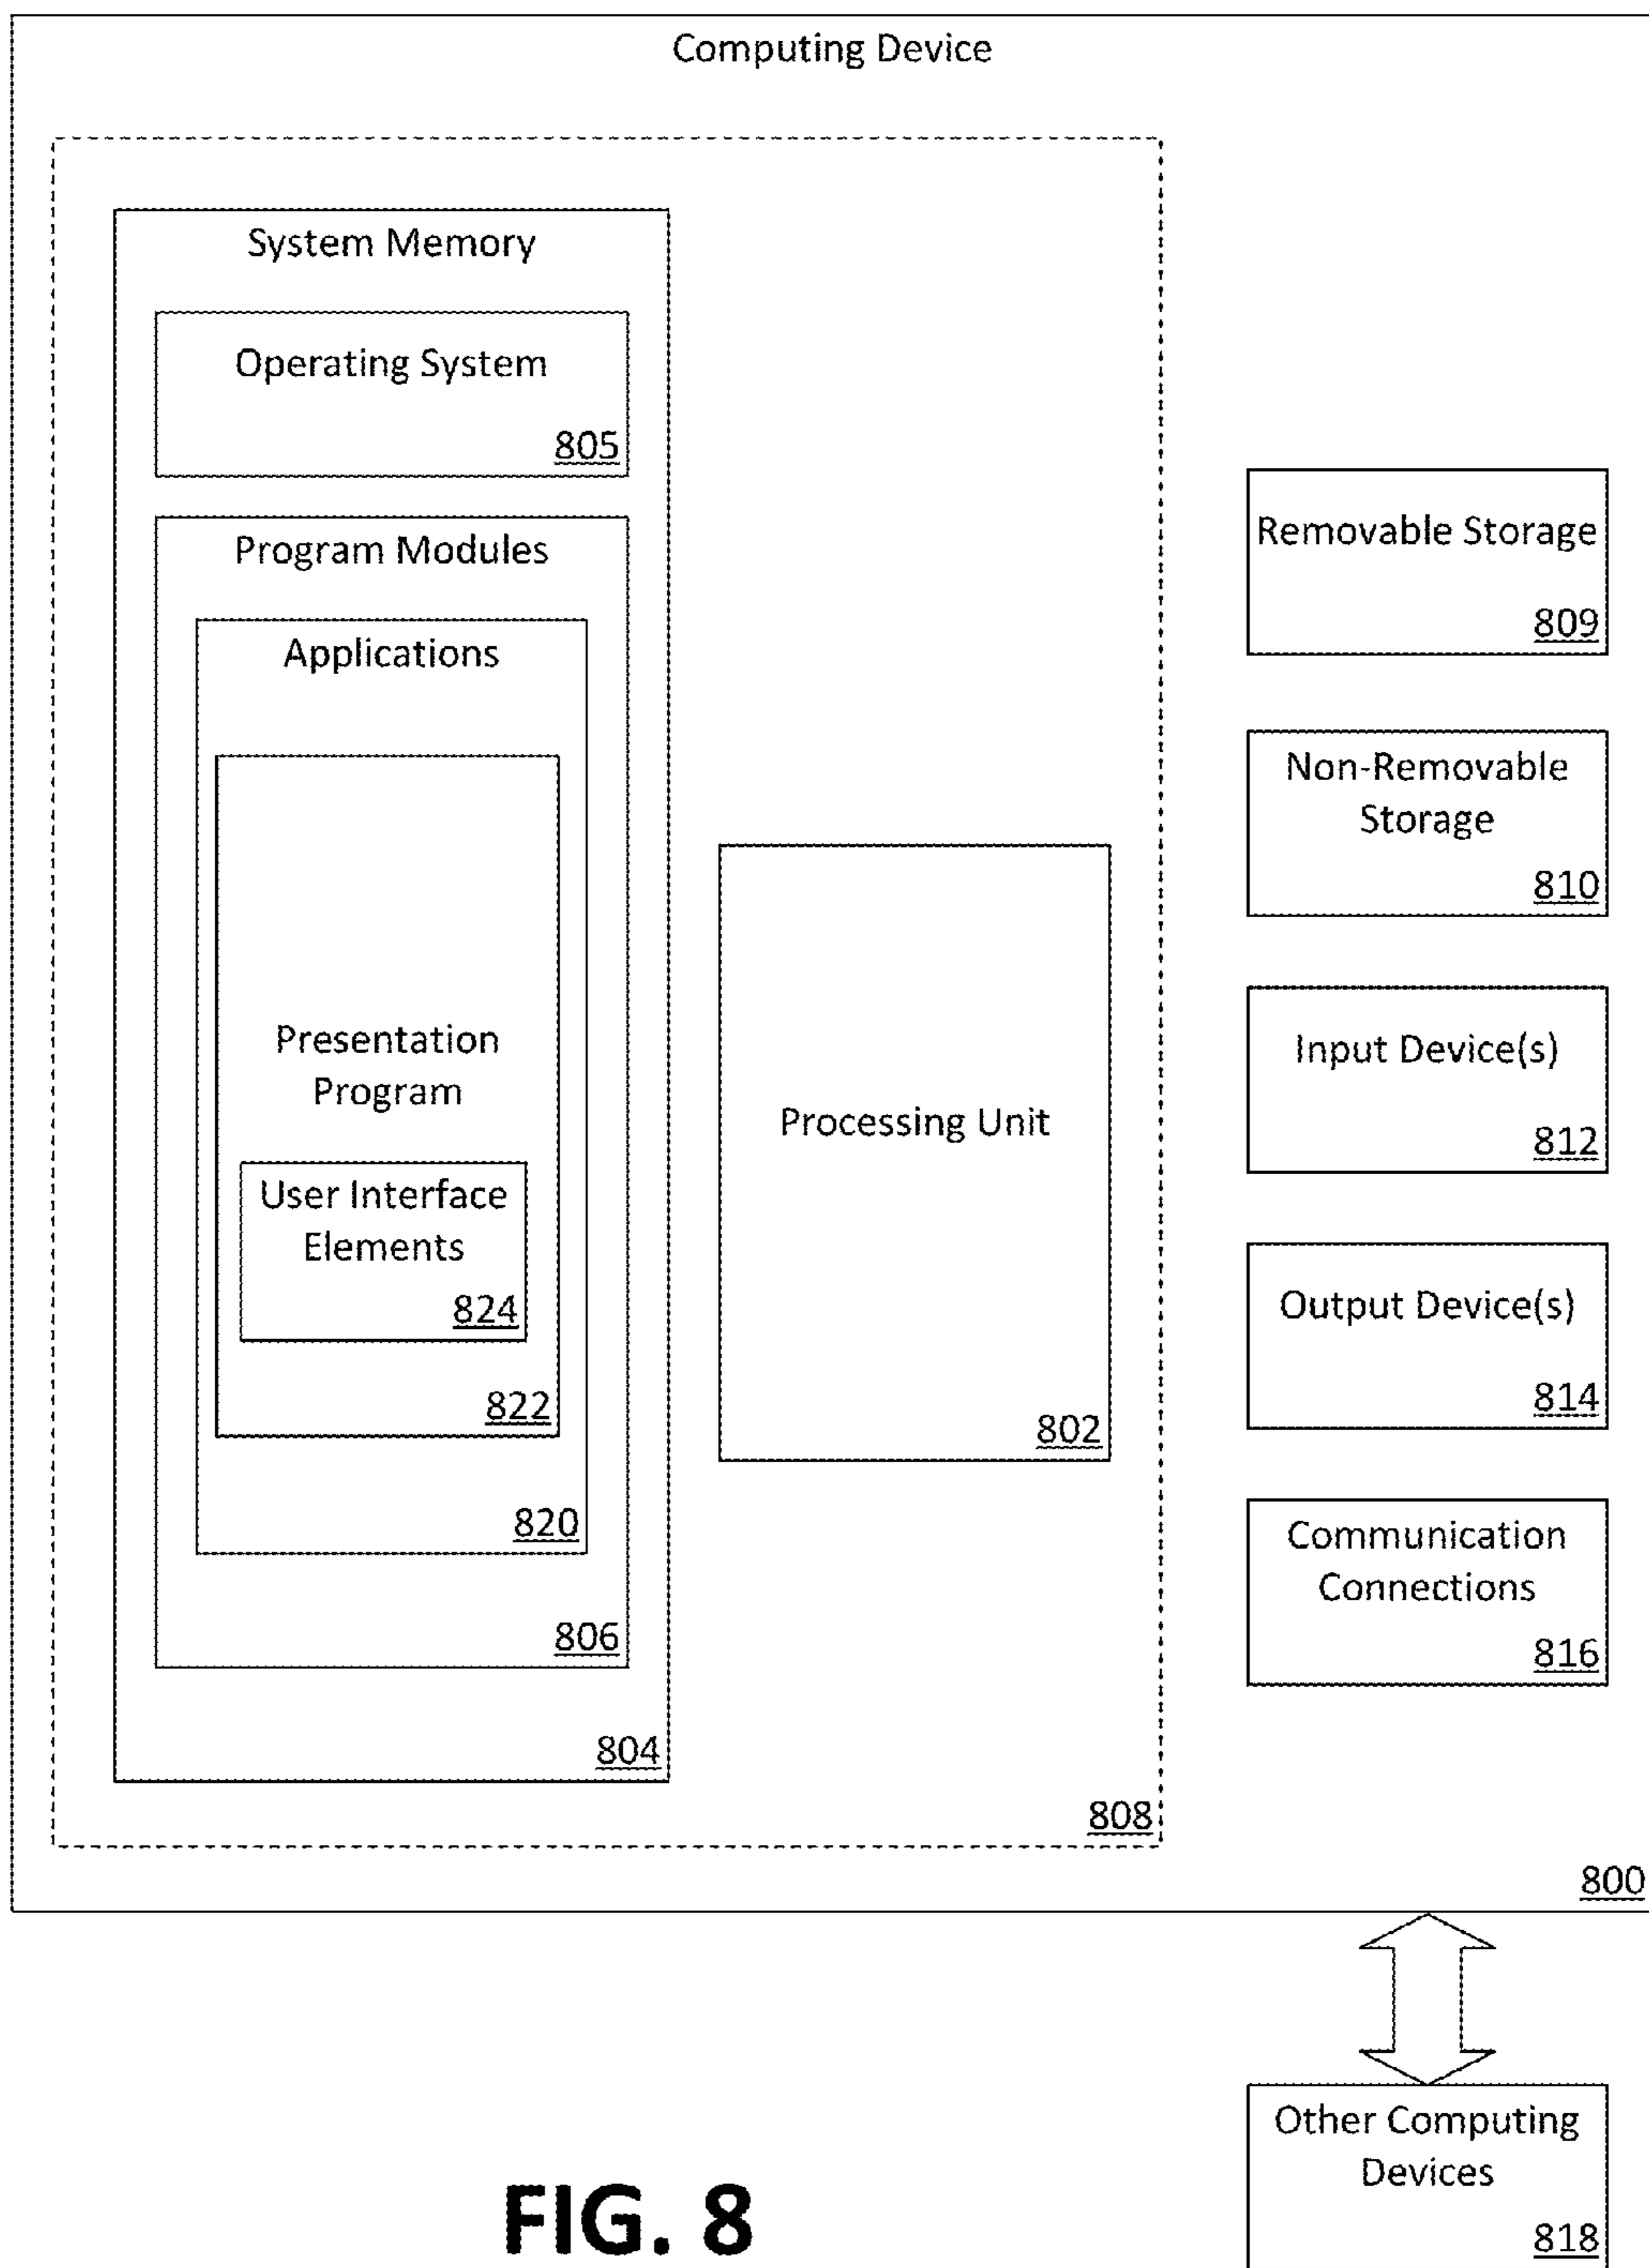 Computing Device
System Memory
Operating System
805
Program Modules
Applications
Presentation
Program
User Interface
Elements
824
822
820
806
804
Processing Unit
802
808
Removable Storage
809
Non-Removable
Storage
810
Input Device(s)
812
Output Device(s)
814
Communication
Connections
816
800
Other Computing
Devices
818
FIG. 8